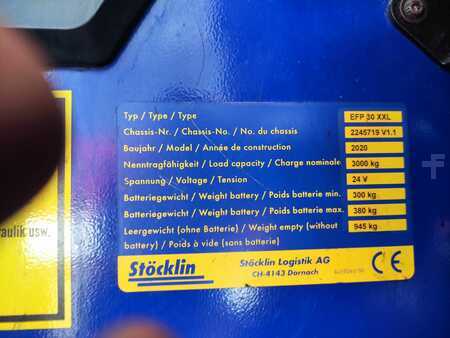 Typ / Type / Type EFP 30 XXL
Chassis-Nr. / Chassis-No. / No. du chassis 2245719 V1.1
Baujahr / Model / Année de construction 2020
Nenntragfähigkeit / Load capacity / Charge nominale 3000 kg
Spannung / Voltage / Tension 24 V
Batteriegewicht / Weight battery / Poids batterie min. 300 kg
Batteriegewicht / Weight battery / Poids batterie max. 380 kg
Leergewicht (ohne Batterie) / Weight empty (without 945 kg
battery) / Poids à vide (sans batterie)
Stöcklin
Stöcklin Logistik AG
CH-4143 Dornach
CE
raulik usw.